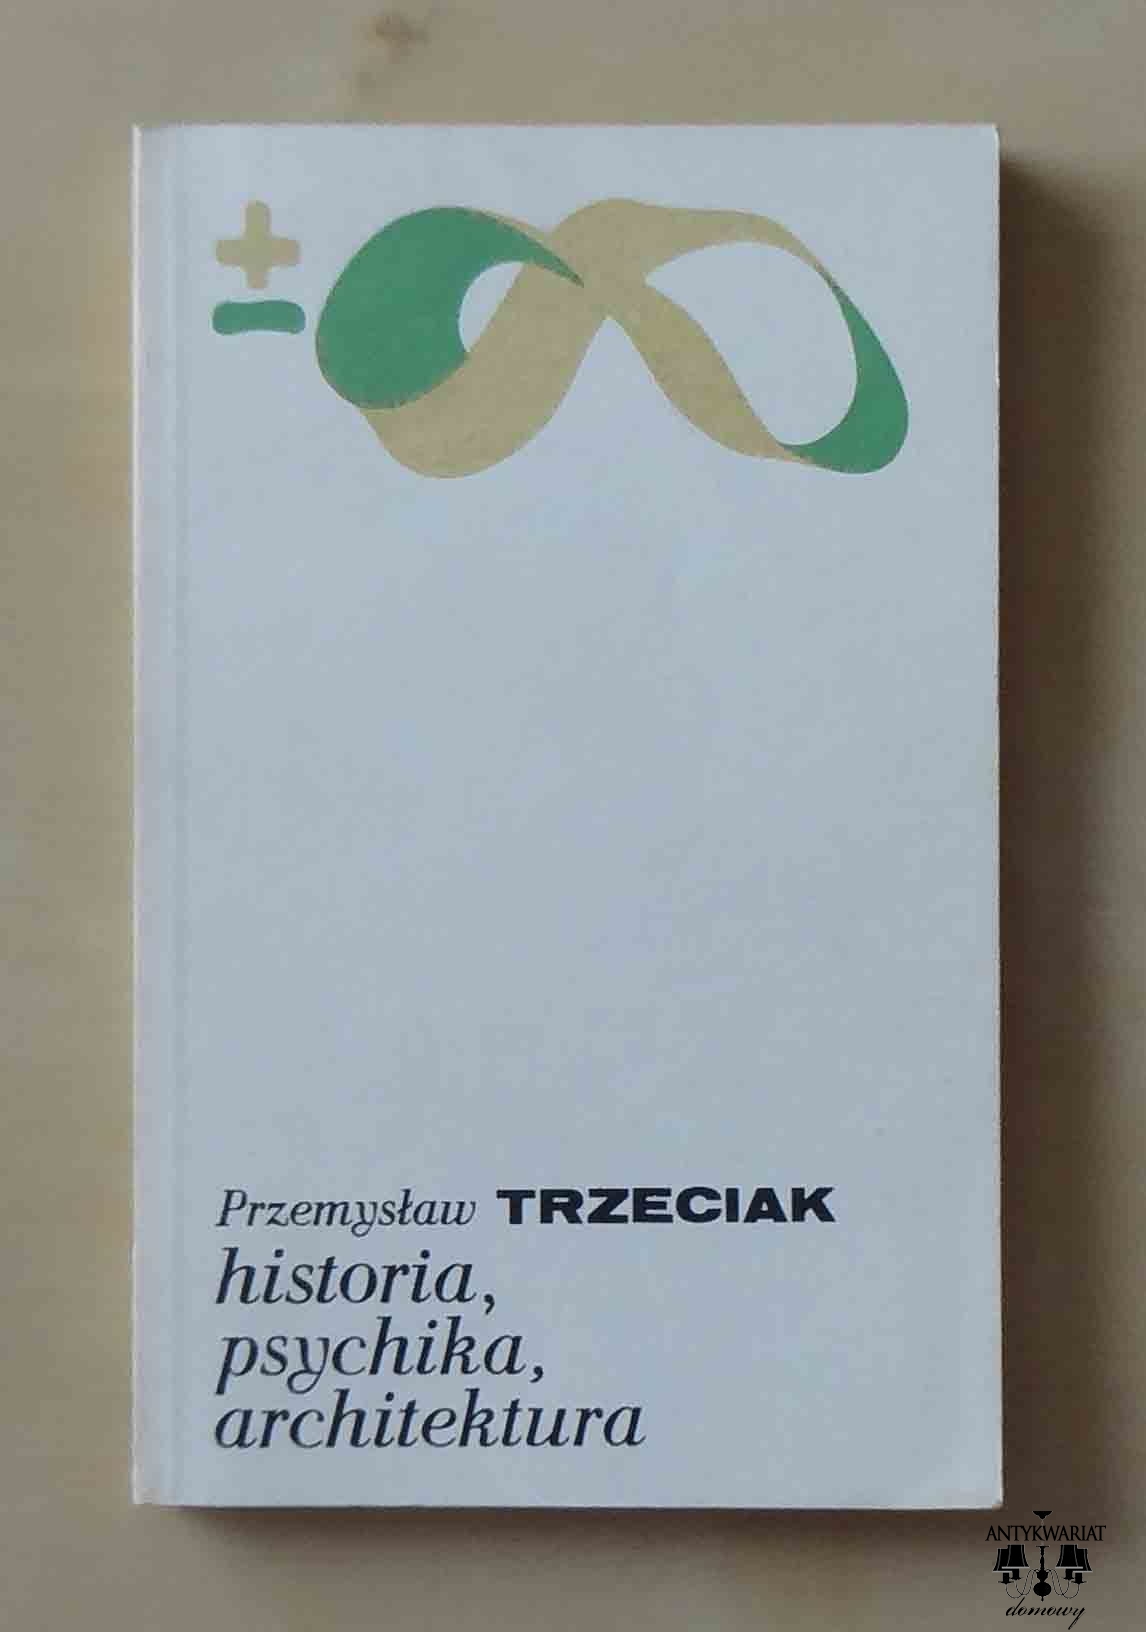 ±
Przemysław TRZECIAK
historia,
psychika,
architektura
ANTYKWARIAT
domowy